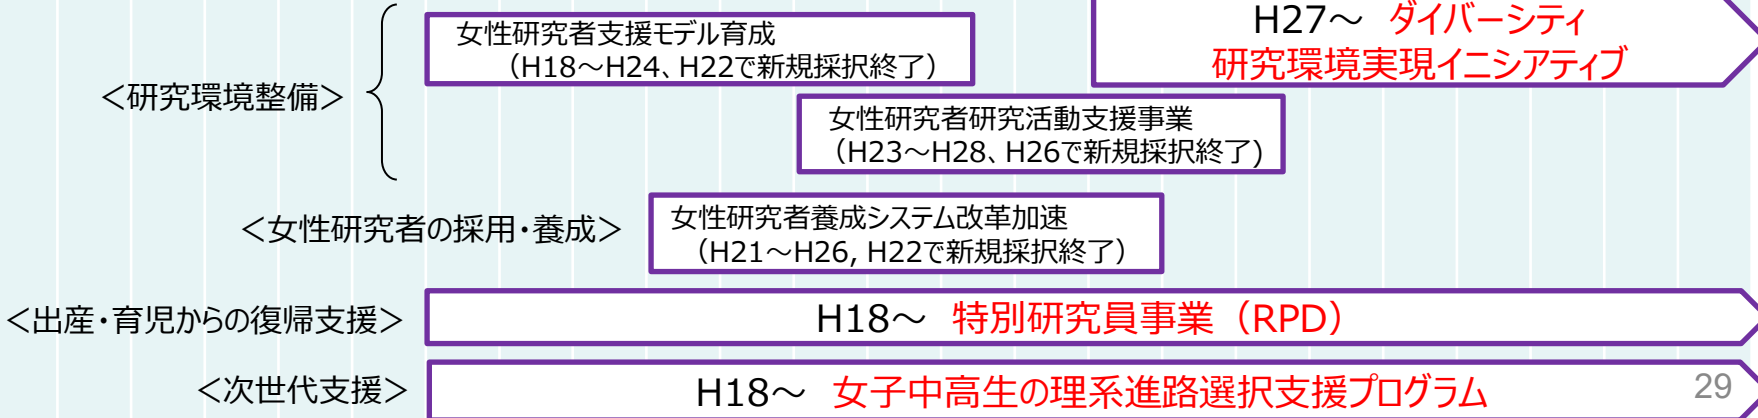 H27～ ダイバーシティ
研究環境実現イニシアティブ
女性研究者支援モデル育成
（H18～H24、H22で新規採択終了）
＜研究環境整備＞
女性研究者研究活動支援事業
（H23～H28、H26で新規採択終了)
＜女性研究者の採用・養成＞
女性研究者養成システム改革加速
（H21～H26, H22で新規採択終了）
＜出産・育児からの復帰支援＞
H18～ 特別研究員事業（RPD）
＜次世代支援＞
H18～ 女子中高生の理系進路選択支援プログラム
29